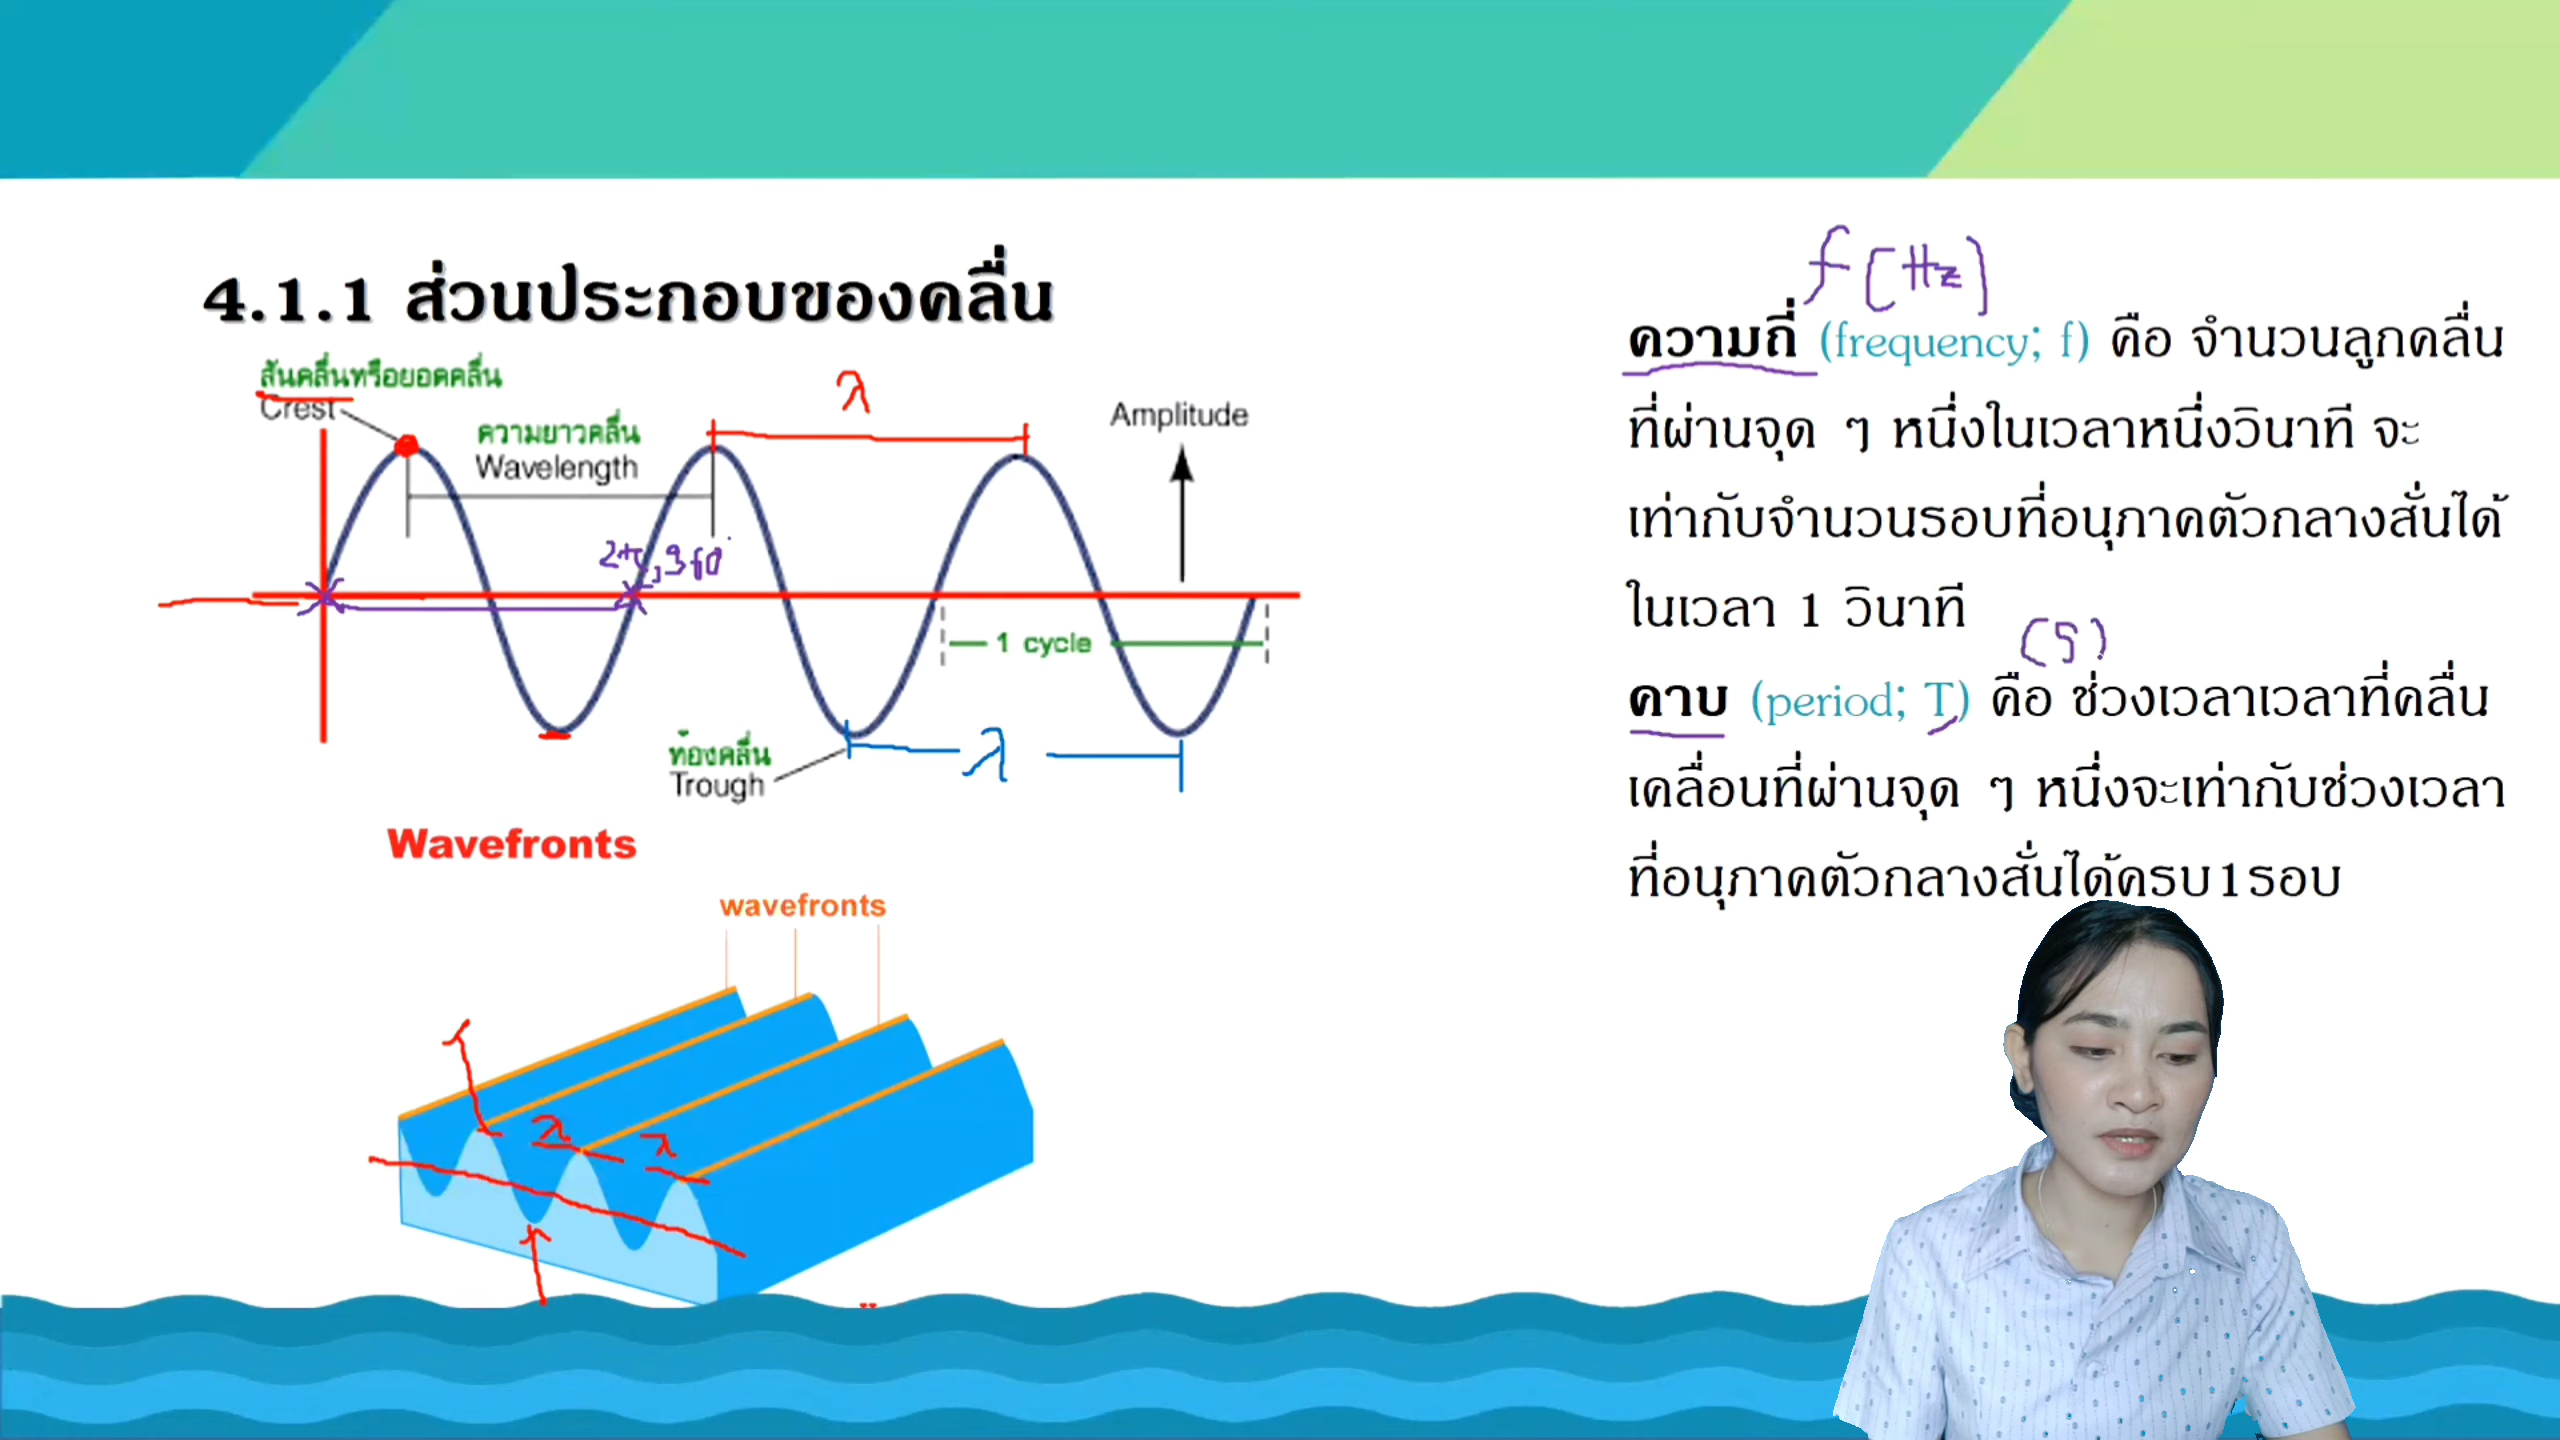 4.1.1 ส่วนประกอบของคลื่น
สันคลื่นหรือยอดคลื่น
Crest
ความยาวคลื่น
Wavelength
λ
Amplitude
2π, 360°
1 cycle
ท้องคลื่น
Trough
λ
Wavefronts
wavefronts
λ
λ
f [Hz]
ความถี่ (frequency; f) คือ จำนวนลูกคลื่น
ที่ผ่านจุด ๆ หนึ่งในเวลาหนึ่งวินาที จะ
เท่ากับจำนวนรอบที่อนุภาคตัวกลางสั่นได้
ในเวลา 1 วินาที
(s)
คาบ (period; T) คือ ช่วงเวลาเวลาที่คลื่น
เคลื่อนที่ผ่านจุด ๆ หนึ่งจะเท่ากับช่วงเวลา
ที่อนุภาคตัวกลางสั่นได้ครบ1รอบ